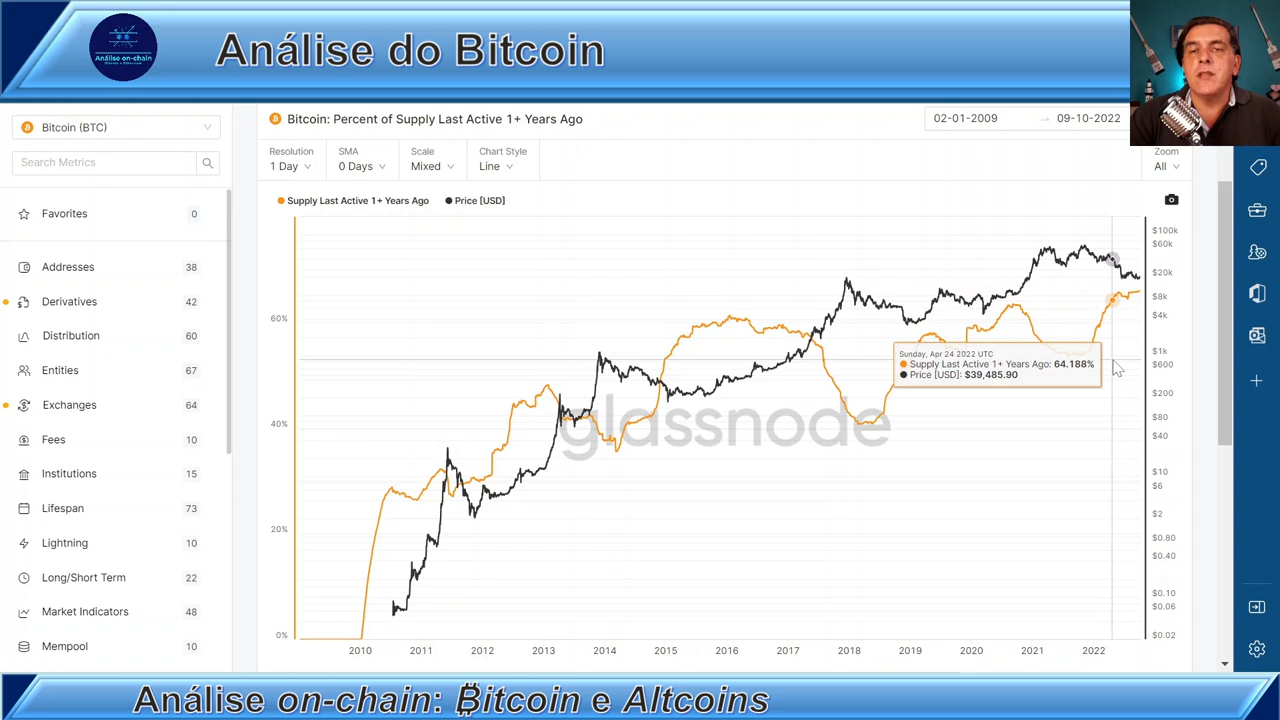 Análise do Bitcoin
Análise on-chain
Bitcoin (BTC)
Search Metrics
Favorites 0
Addresses 38
Derivatives 42
Distribution 60
Entities 67
Exchanges 64
Fees 10
Institutions 15
Lifespan 73
Lightning 10
Long/Short Term 22
Market Indicators 48
Mempool 10
Bitcoin: Percent of Supply Last Active 1+ Years Ago
02-01-2009 → 09-10-2022
Resolution SMA Scale Chart Style Zoom
1 Day 0 Days Mixed Line All
Supply Last Active 1+ Years Ago Price [USD]
60%
40%
20%
0%
glassnode
Sunday, Apr 24 2022 UTC
Supply Last Active 1+ Years Ago: 64.188%
Price [USD]: $39,485.90
$100k
$60k
$20k
$8k
$4k
$1k
$600
$200
$80
$40
$10
$6
$2
$0.80
$0.40
$0.10
$0.06
$0.02
2010 2011 2012 2013 2014 2015 2016 2017 2018 2019 2020 2021 2022
Análise on-chain: ₿itcoin e Altcoins